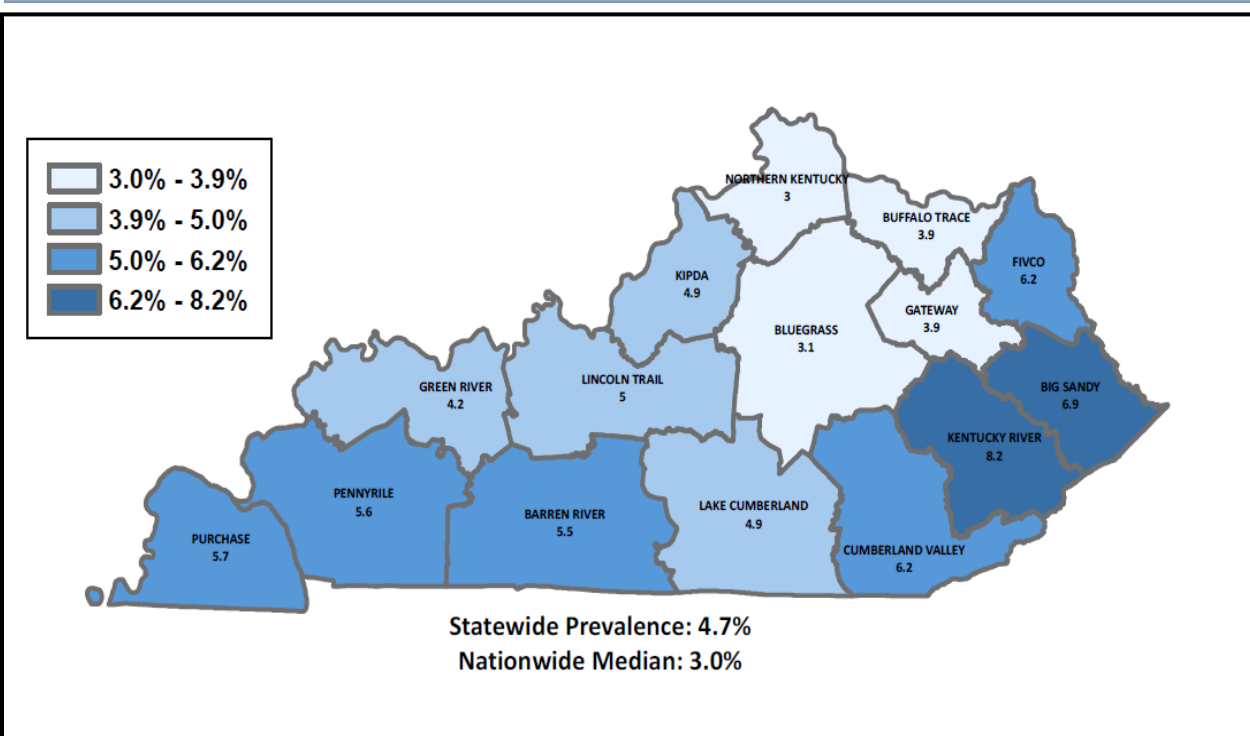 3.0% - 3.9%
3.9% - 5.0%
5.0% - 6.2%
6.2% - 8.2%
NORTHERN KENTUCKY
3
BUFFALO TRACE
3.9
FIVCO
6.2
KIPDA
4.9
GATEWAY
3.9
BLUEGRASS
3.1
GREEN RIVER
4.2
LINCOLN TRAIL
5
BIG SANDY
6.9
KENTUCKY RIVER
8.2
PENNYRILE
5.6
LAKE CUMBERLAND
4.9
BARREN RIVER
5.5
PURCHASE
5.7
CUMBERLAND VALLEY
6.2
Statewide Prevalence: 4.7%
Nationwide Median: 3.0%